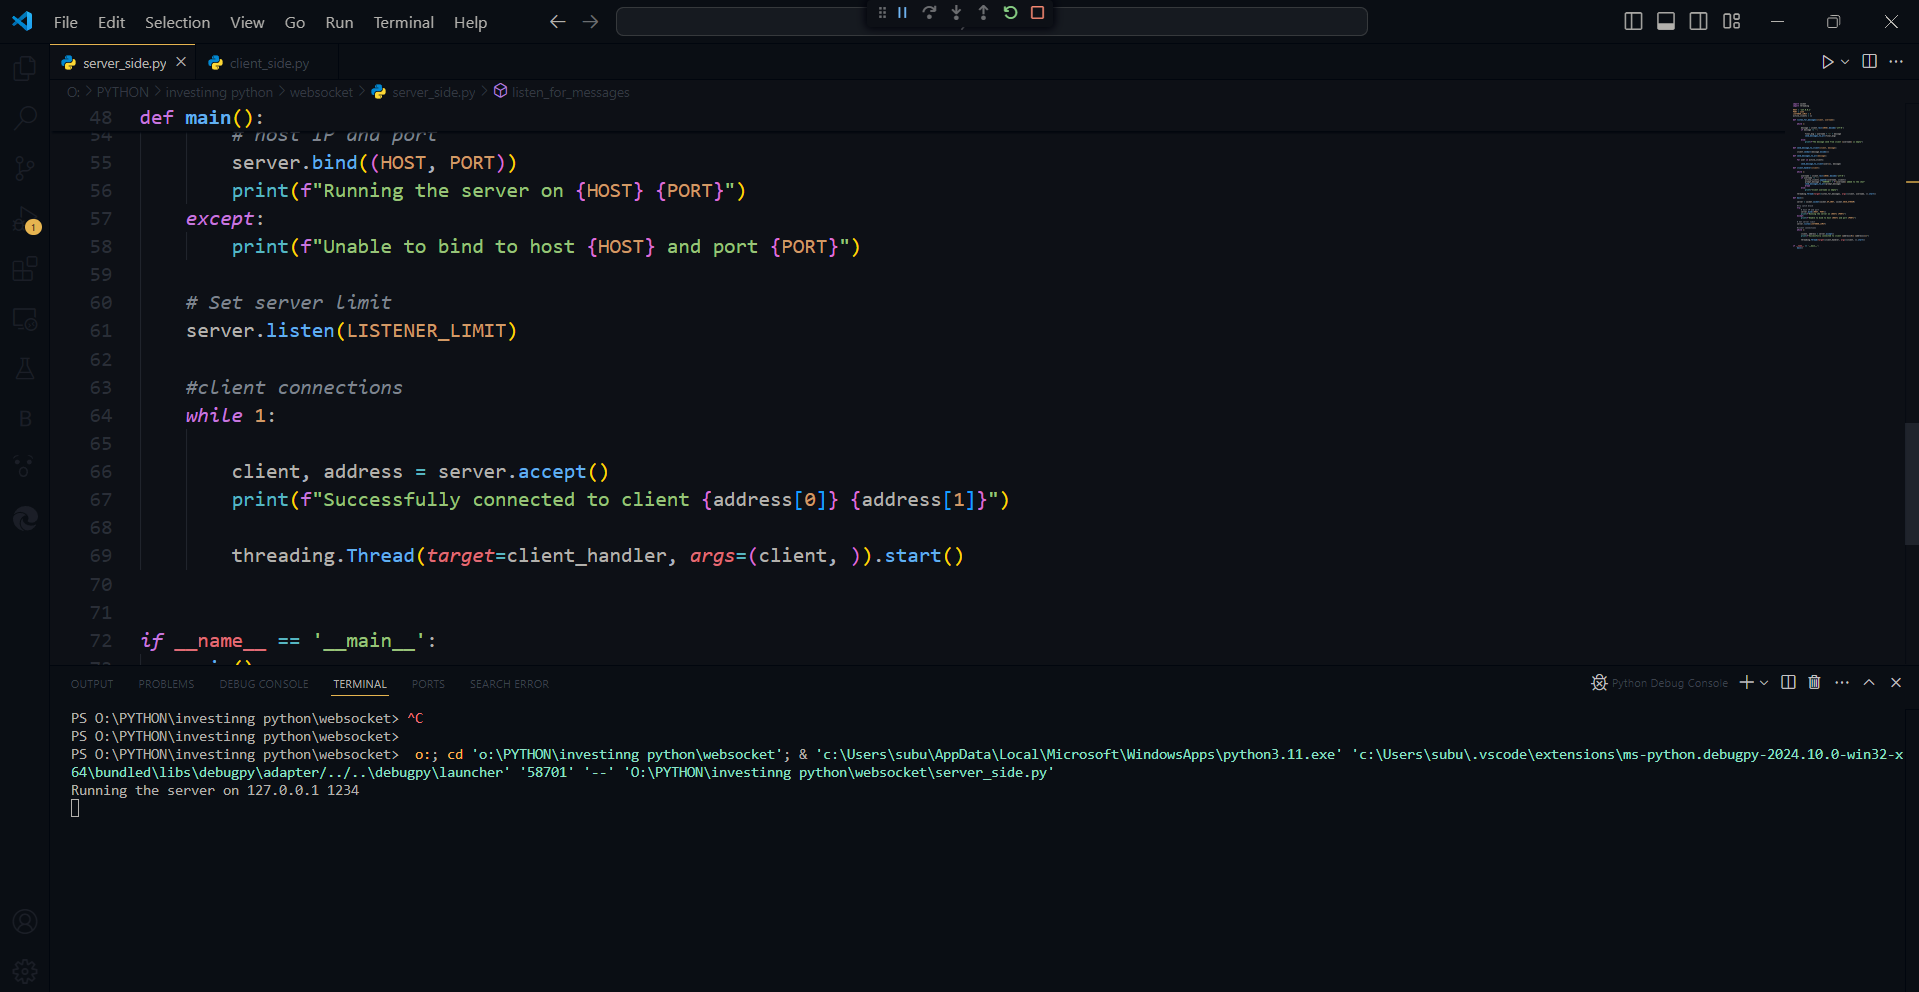 File Edit Selection View Go Run Terminal Help
server_side.py client_side.py
O: > PYTHON > investinng python > websocket > server_side.py > listen_for_messages
48 def main():
54 # host IP and port
55 server.bind((HOST, PORT))
56 print(f"Running the server on {HOST} {PORT}")
57 except:
58 print(f"Unable to bind to host {HOST} and port {PORT}")
59
60 # Set server limit
61 server.listen(LISTENER_LIMIT)
62
63 #client connections
64 while 1:
65
66 client, address = server.accept()
67 print(f"Successfully connected to client {address[0]} {address[1]}")
68
69 threading.Thread(target=client_handler, args=(client, )).start()
70
71
72 if __name__ == '__main__':
1
B
OUTPUT PROBLEMS DEBUG CONSOLE TERMINAL PORTS SEARCH ERROR
Python Debug Console
PS O:\PYTHON\investinng python\websocket> ^C
PS O:\PYTHON\investinng python\websocket>
PS O:\PYTHON\investinng python\websocket>  o:; cd 'o:\PYTHON\investinng python\websocket'; & 'c:\Users\subu\AppData\Local\Microsoft\WindowsApps\python3.11.exe' 'c:\Users\subu\.vscode\extensions\ms-python.debugpy-2024.10.0-win32-x
64\bundled\libs\debugpy\adapter/../..\debugpy\launcher' '58701' '--' 'O:\PYTHON\investinng python\websocket\server_side.py'
Running the server on 127.0.0.1 1234